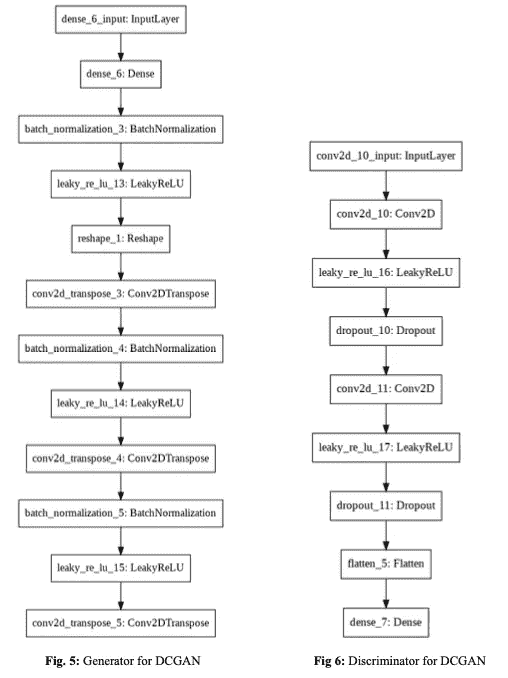 dense_6_input: InputLayer
dense_6: Dense
batch_normalization_3: BatchNormalization
leaky_re_lu_13: LeakyReLU
reshape_1: Reshape
conv2d_transpose_3: Conv2DTranspose
batch_normalization_4: BatchNormalization
leaky_re_lu_14: LeakyReLU
conv2d_transpose_4: Conv2DTranspose
batch_normalization_5: BatchNormalization
leaky_re_lu_15: LeakyReLU
conv2d_transpose_5: Conv2DTranspose
Fig. 5: Generator for DCGAN
conv2d_10_input: InputLayer
conv2d_10: Conv2D
leaky_re_lu_16: LeakyReLU
dropout_10: Dropout
conv2d_11: Conv2D
leaky_re_lu_17: LeakyReLU
dropout_11: Dropout
flatten_5: Flatten
dense_7: Dense
Fig 6: Discriminator for DCGAN